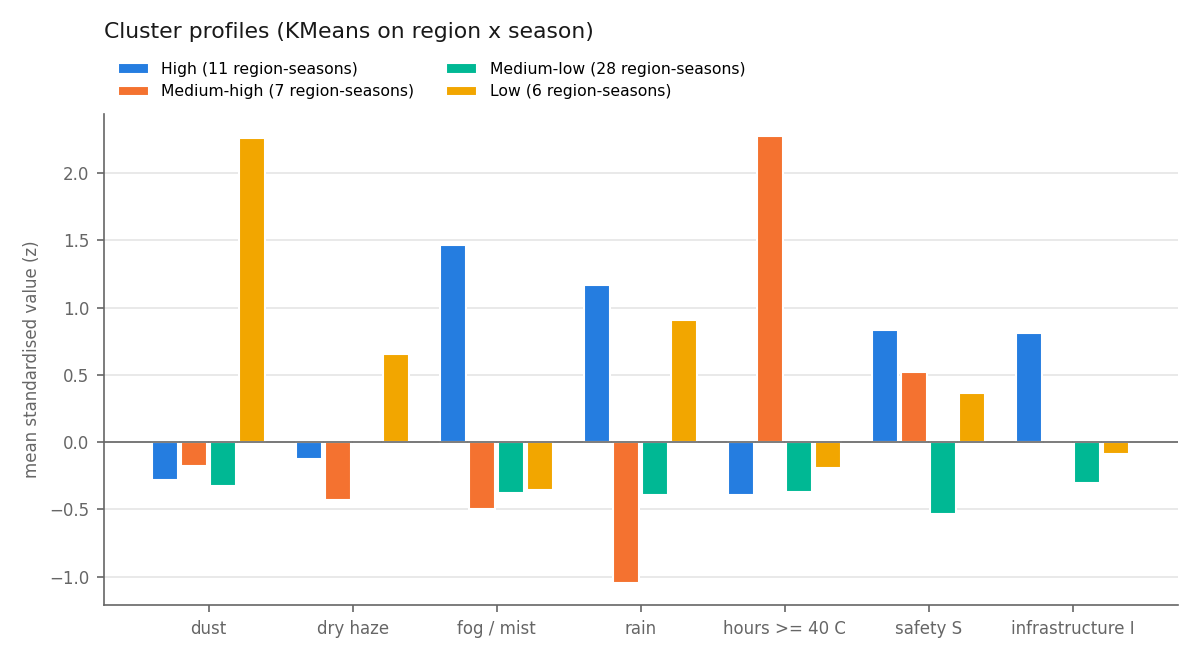 Cluster profiles (KMeans on region x season)
High (11 region-seasons)
Medium-high (7 region-seasons)
Medium-low (28 region-seasons)
Low (6 region-seasons)
mean standardised value (z)
2.0
1.5
1.0
0.5
0.0
−0.5
−1.0
dust
dry haze
fog / mist
rain
hours >= 40 C
safety S
infrastructure I